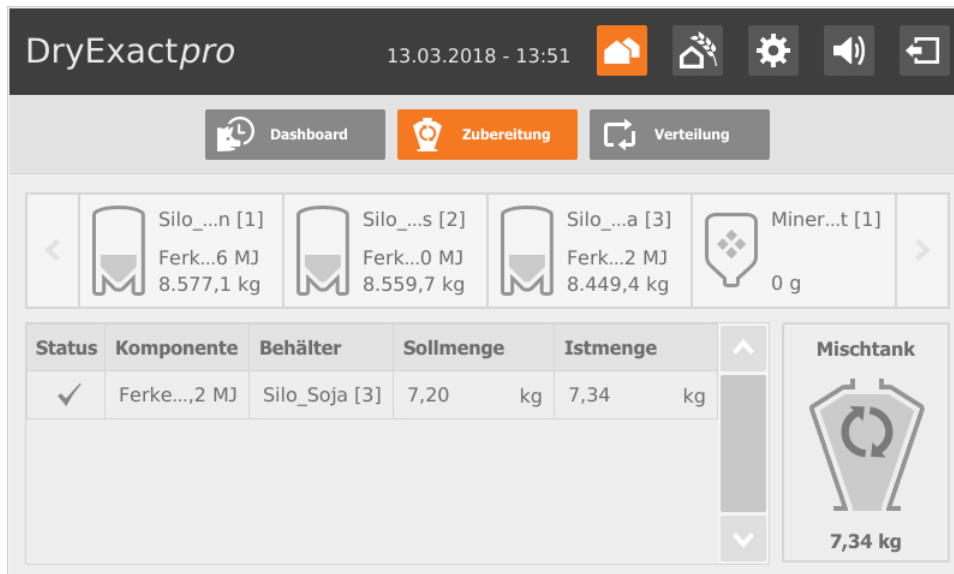 DryExactpro
13.03.2018 - 13:51
Dashboard
Zubereitung
Verteilung
Silo_...n [1]
Ferk...6 MJ
8.577,1 kg
Silo_...s [2]
Ferk...0 MJ
8.559,7 kg
Silo_...a [3]
Ferk...2 MJ
8.449,4 kg
Miner...t [1]
0 g
Status Komponente Behälter Sollmenge Istmenge
Ferke...,2 MJ Silo_Soja [3] 7,20 kg 7,34 kg
Mischtank
7,34 kg